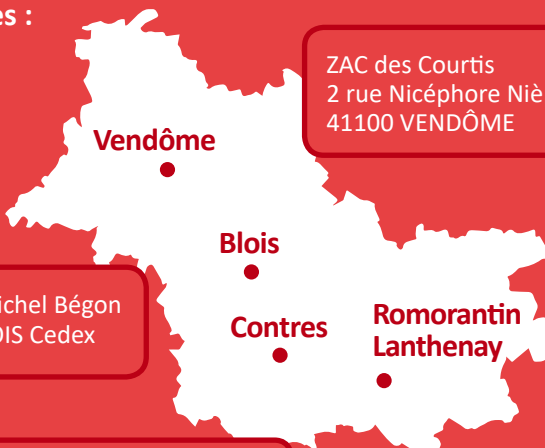 es :
ZAC des Courtis
2 rue Nicéphore Niè
41100 VENDÔME
Vendôme
Blois
ichel Bégon
OIS Cedex
Contres
Romorantin
Lanthenay